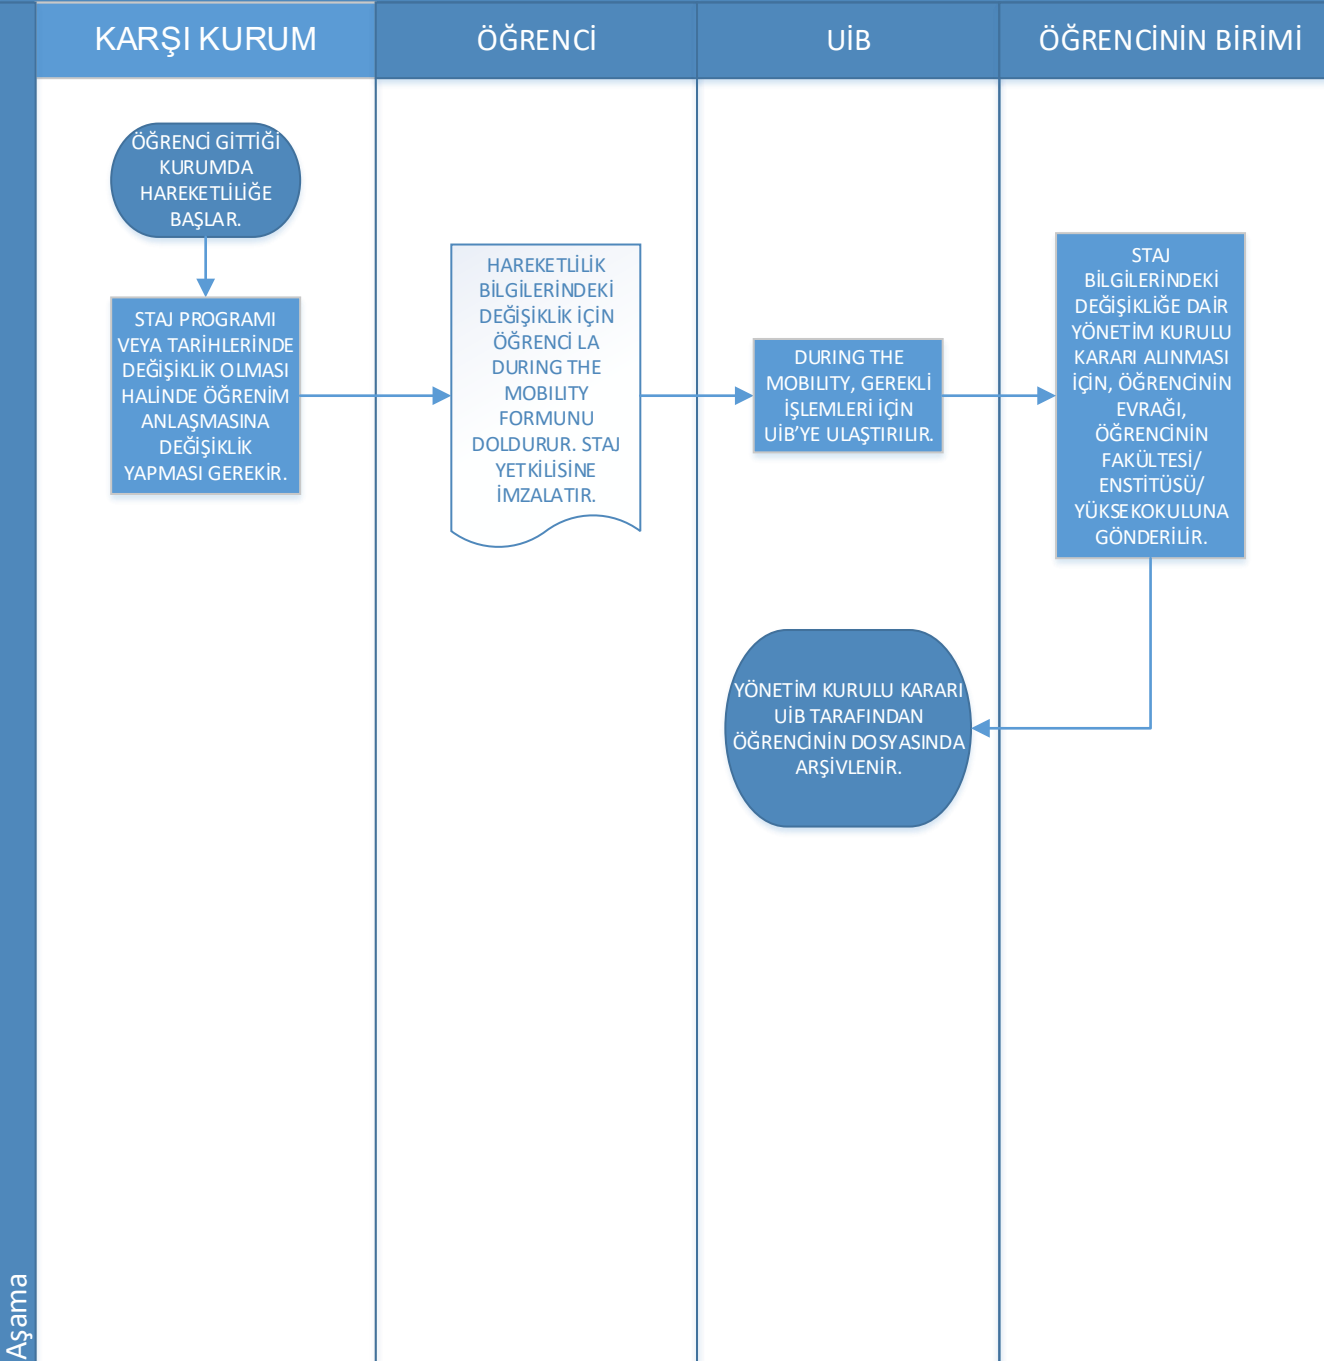 KARŞI KURUM
ÖĞRENCİ
UİB
ÖĞRENCİNİN BİRİMİ
ÖĞRENCİ GİTTİĞİ
KURUMDA
HAREKETLİLİĞE
BAŞLAR.
STAJ PROGRAMI
VEYA TARİHLERİNDE
DEĞİŞİKLİK OLMASI
HALİNDE ÖĞRENİM
ANLAŞMASINA
DEĞİŞİKLİK
YAPMASI GEREKİR.
HAREKETLİLİK
BİLGİLERİNDEKİ
DEĞİŞİKLİK İÇİN
ÖĞRENCİ LA
DURING THE
MOBILITY
FORMUNU
DOLDURUR. STAJ
YETKİLİSİNE
İMZALATIR.
DURING THE
MOBILITY, GEREKLİ
İŞLEMLERİ İÇİN
UİB’YE ULAŞTIRILIR.
STAJ
BİLGİLERİNDEKİ
DEĞİŞİKLİĞE DAİR
YÖNETİM KURULU
KARARI ALINMASI
İÇİN, ÖĞRENCİNİN
EVRAĞI,
ÖĞRENCİNİN
FAKÜLTESİ/
ENSTİTÜSÜ/
YÜKSEKOKULUNA
GÖNDERİLİR.
YÖNETİM KURULU KARARI
UİB TARAFINDAN
ÖĞRENCİNİN DOSYASINDA
ARŞİVLENİR.
Aşama